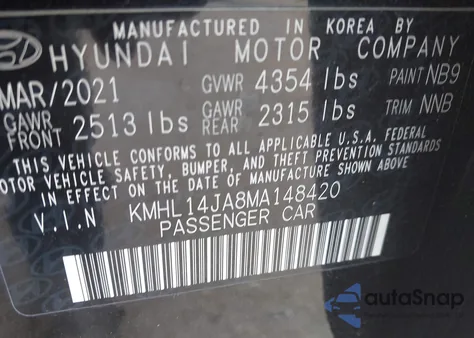 MANUFACTURED IN KOREA BY
HYUNDAI MOTOR COMPANY
MAR/2021 GVWR 4354 lbs PAINT NB9
GAWR FRONT 2513 lbs GAWR REAR 2315 lbs TRIM NNB
THIS VEHICLE CONFORMS TO ALL APPLICABLE U.S.A. FEDERAL
MOTOR VEHICLE SAFETY, BUMPER, AND THEFT PREVENTION STANDARDS
IN EFFECT ON THE DATE OF MANUFACTURE SHOWN ABOVE.
V.I.N KMHL14JA8MA148420
PASSENGER CAR
autoSnap